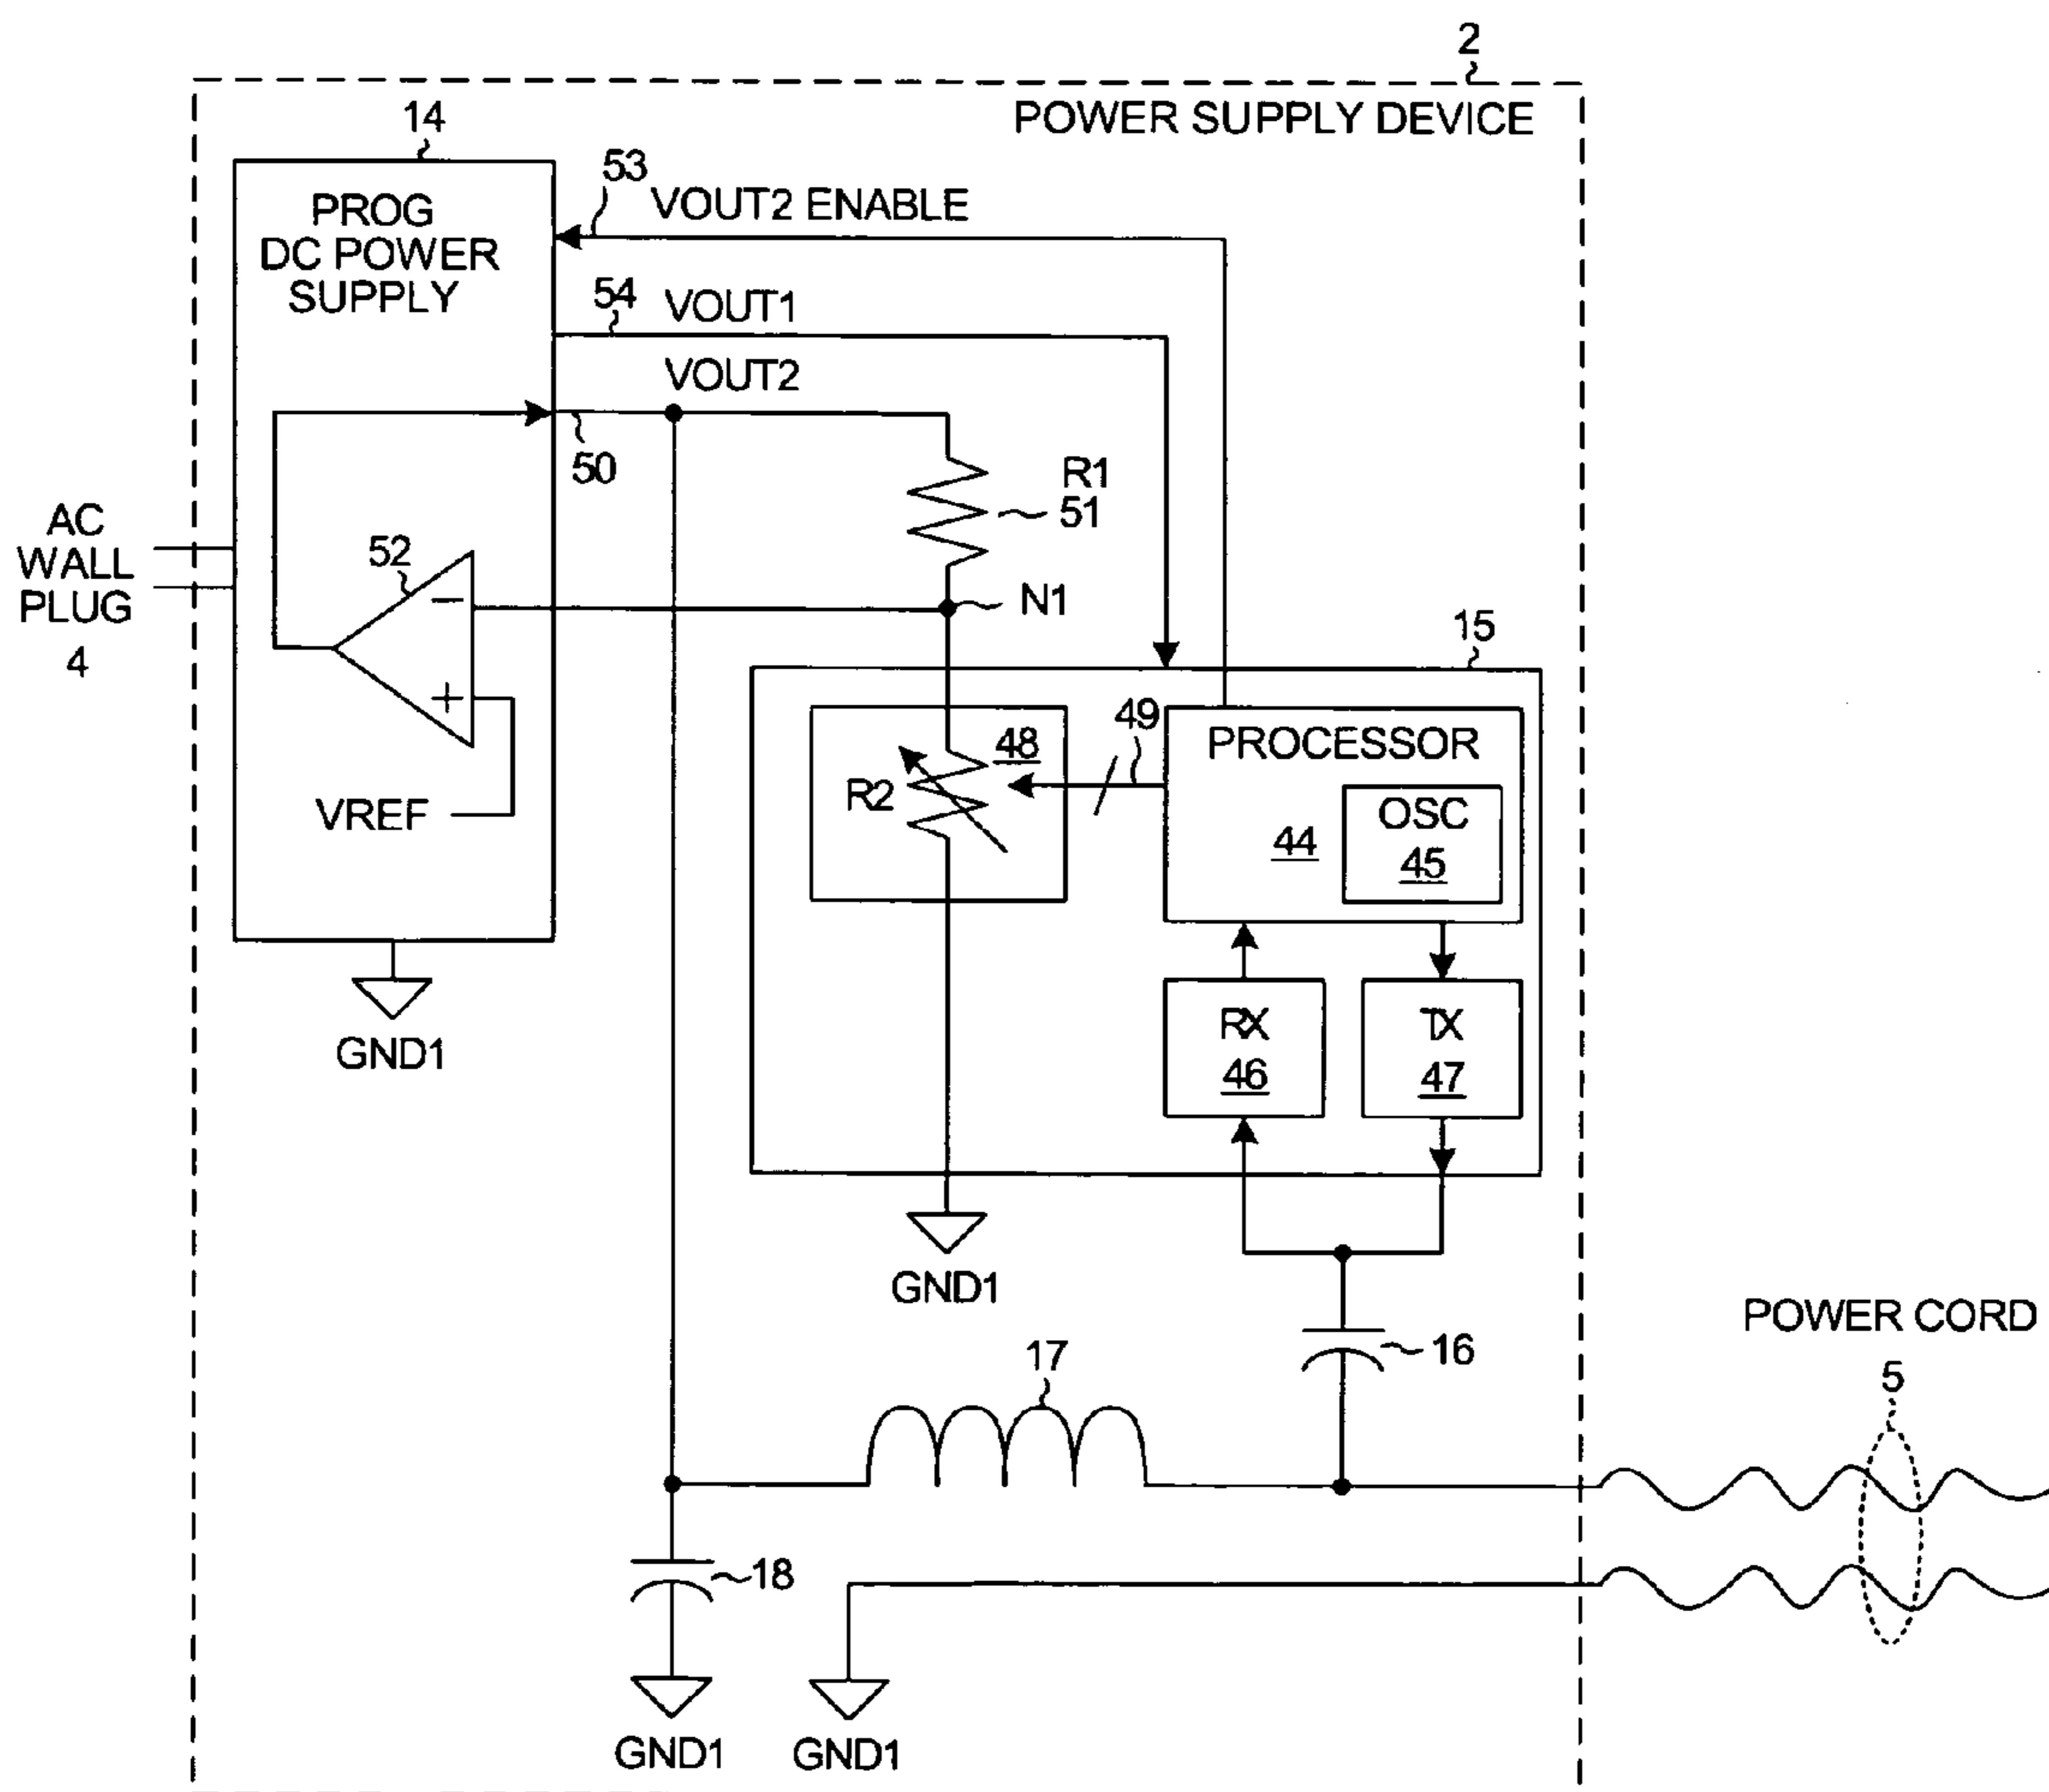 2
POWER SUPPLY DEVICE
14
PROG
DC POWER
SUPPLY
53
VOUT2 ENABLE
54
VOUT1
VOUT2
50
R1
51
AC
WALL
PLUG
4
52
−
+
VREF
N1
15
49
48
R2
PROCESSOR
44
OSC
45
GND1
RX
46
TX
47
GND1
16
17
POWER CORD
5
18
GND1
GND1